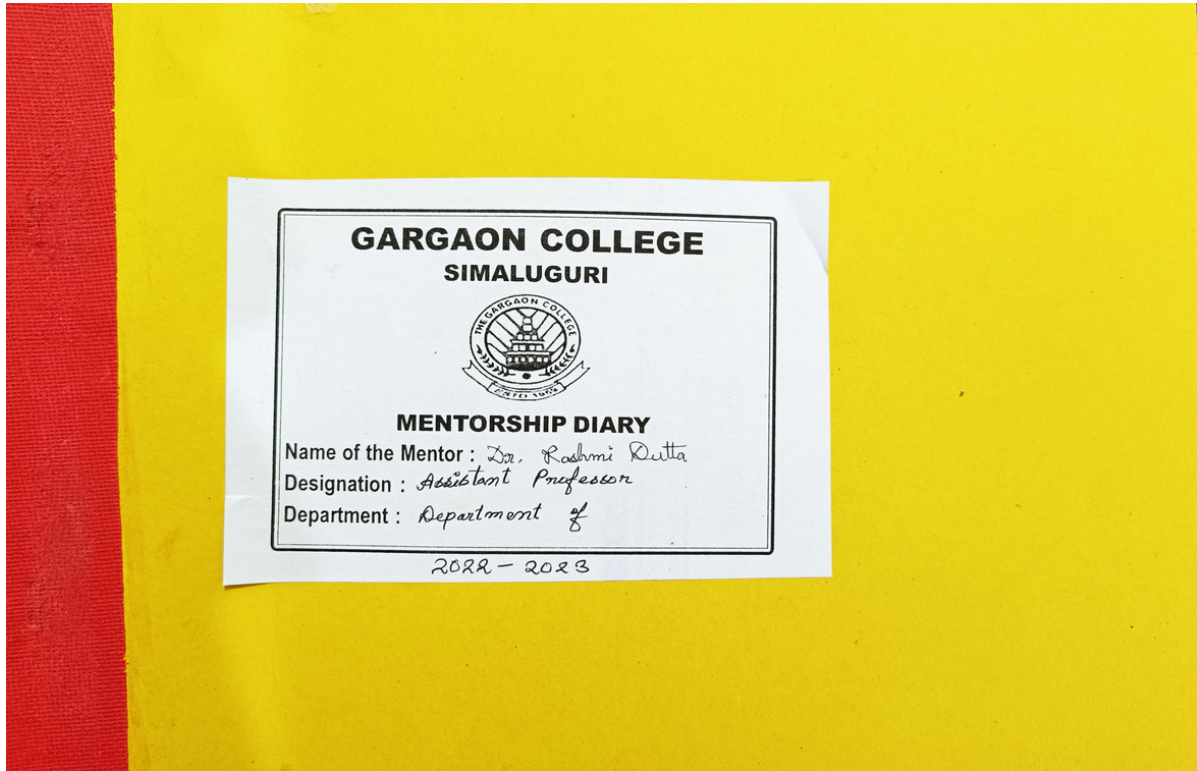 GARGAON COLLEGE
SIMALUGURI
THE GARGAON COLLEGE
MENTORSHIP DIARY
Name of the Mentor : Dr. Rashmi Dutta
Designation : Assistant Professor
Department : Department of
2022 - 2023